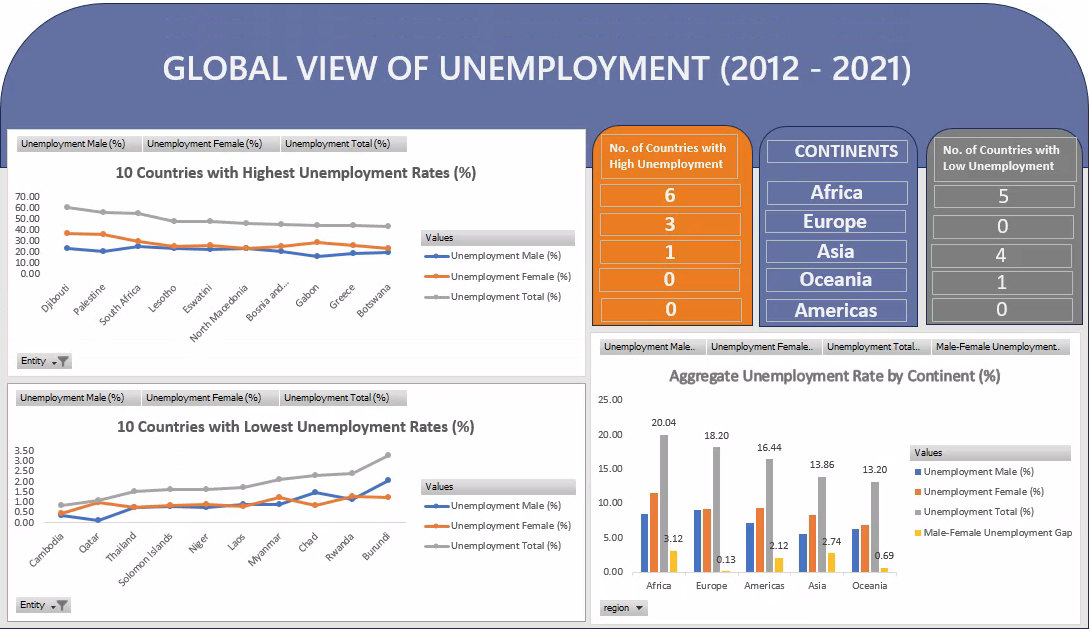 GLOBAL VIEW OF UNEMPLOYMENT (2012 - 2021)
Unemployment Male (%) Unemployment Female (%) Unemployment Total (%)
10 Countries with Highest Unemployment Rates (%)
70.00
60.00
50.00
40.00
30.00
20.00
10.00
0.00
Djibouti
Palestine
South Africa
Lesotho
Eswatini
North Macedonia
Bosnia and...
Gabon
Greece
Botswana
Values
Unemployment Male (%)
Unemployment Female (%)
Unemployment Total (%)
Entity
No. of Countries with
High Unemployment
6
3
1
0
0
CONTINENTS
Africa
Europe
Asia
Oceania
Americas
No. of Countries with
Low Unemployment
5
0
4
1
0
Unemployment Male (%) Unemployment Female (%) Unemployment Total (%)
10 Countries with Lowest Unemployment Rates (%)
3.50
3.00
2.50
2.00
1.50
1.00
0.50
0.00
Cambodia
Qatar
Thailand
Solomon Islands
Niger
Laos
Myanmar
Chad
Rwanda
Burundi
Values
Unemployment Male (%)
Unemployment Female (%)
Unemployment Total (%)
Entity
Unemployment Male.. Unemployment Female.. Unemployment Total.. Male-Female Unemployment..
Aggregate Unemployment Rate by Continent (%)
25.00
20.00
15.00
10.00
5.00
0.00
20.04
18.20
16.44
13.86
13.20
3.12
0.13
2.12
2.74
0.69
Africa
Europe
Americas
Asia
Oceania
Values
Unemployment Male (%)
Unemployment Female (%)
Unemployment Total (%)
Male-Female Unemployment Gap
region